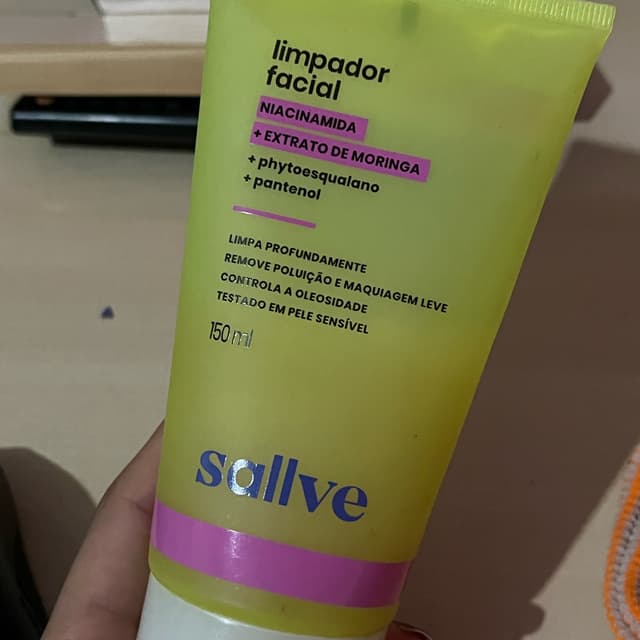 limpador
facial
NIACINAMIDA
+ EXTRATO DE MORINGA
+ phytoesqualano
+ pantenol
LIMPA PROFUNDAMENTE
REMOVE POLUIÇÃO E MAQUIAGEM LEVE
CONTROLA A OLEOSIDADE
TESTADO EM PELE SENSÍVEL
150 ml
sallve